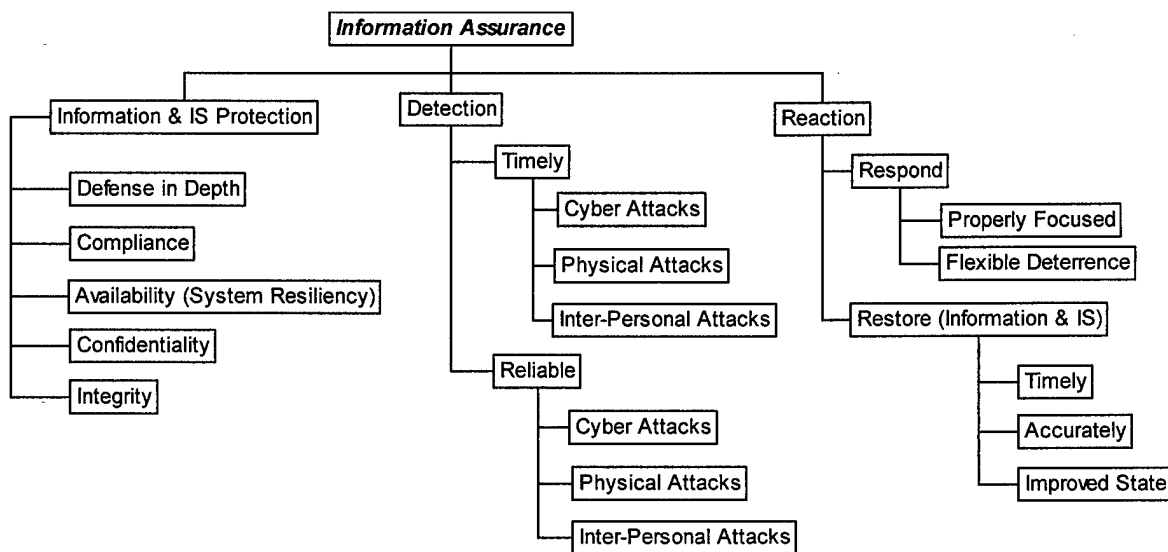 Information Assurance
Information & IS Protection
Defense in Depth
Compliance
Availability (System Resiliency)
Confidentiality
Integrity
Detection
Timely
Cyber Attacks
Physical Attacks
Inter-Personal Attacks
Reliable
Cyber Attacks
Physical Attacks
Inter-Personal Attacks
Reaction
Respond
Properly Focused
Flexible Deterrence
Restore (Information & IS)
Timely
Accurately
Improved State